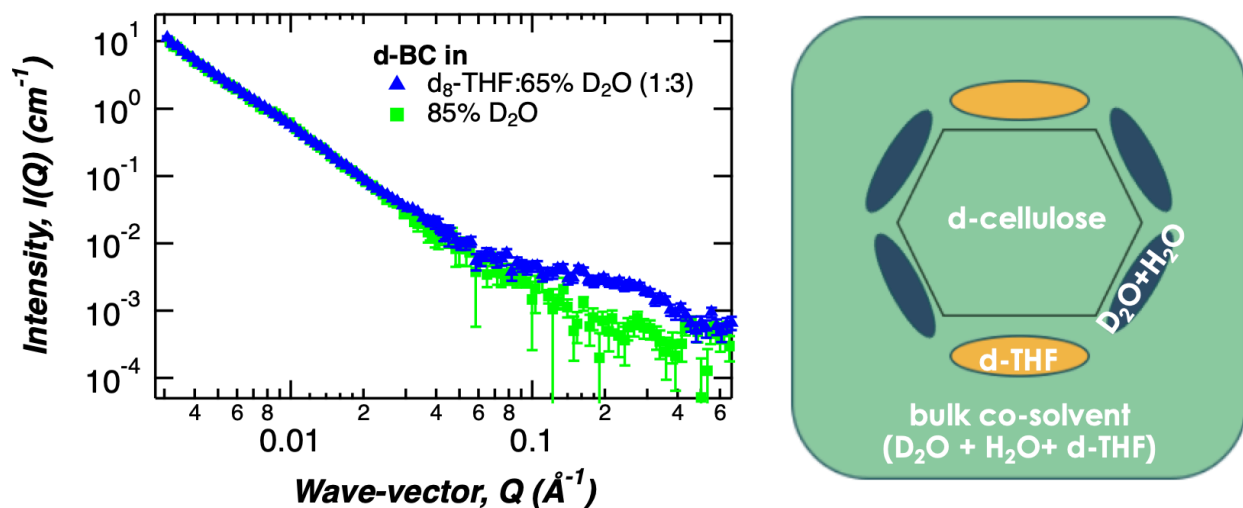 Intensity, I(Q) (cm⁻¹)
10¹
10⁰
10⁻¹
10⁻²
10⁻³
10⁻⁴
d-BC in
d₈-THF:65% D₂O (1:3)
85% D₂O
4 6 8 2 4 6 8 2 4 6
0.01 0.1
Wave-vector, Q (Å⁻¹)
d-cellulose
D₂O+H₂O
d-THF
bulk co-solvent
(D₂O + H₂O+ d-THF)